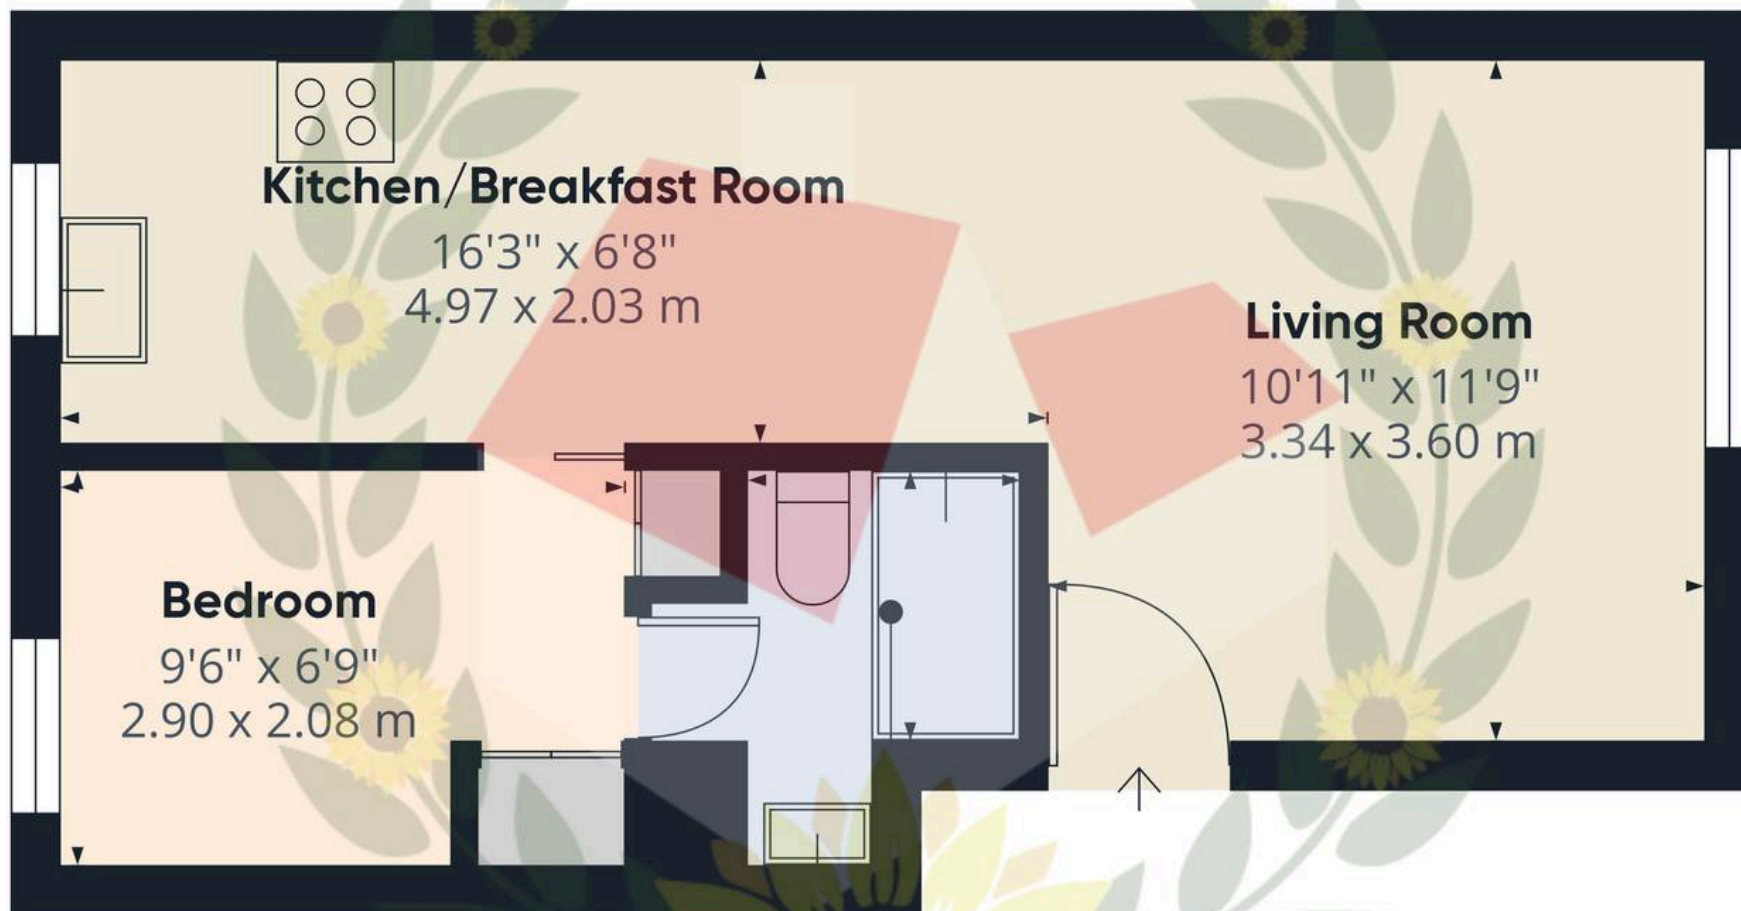 Kitchen/Breakfast Room
16'3" x 6'8"
4.97 x 2.03 m
Living Room
10'11" x 11'9"
3.34 x 3.60 m
Bedroom
9'6" x 6'9"
2.90 x 2.08 m